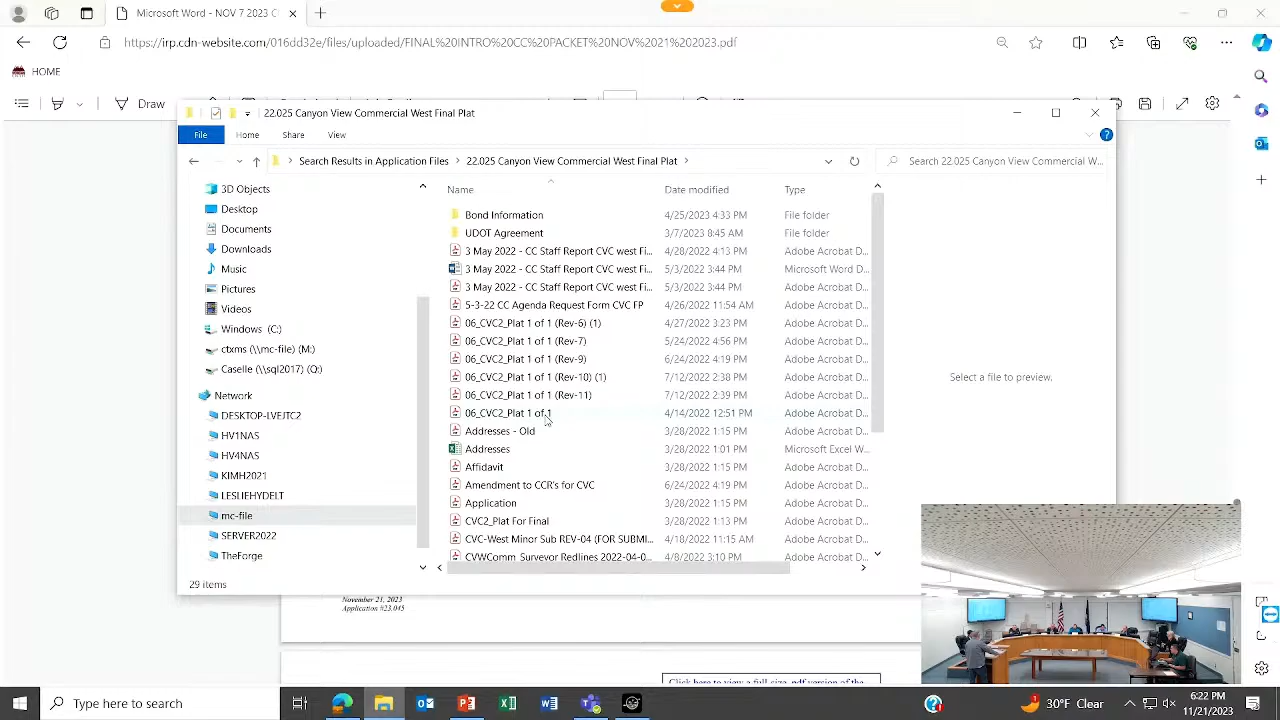 Microsoft Word - NOV 7 2023 C
https://irp.cdn-website.com/016dd32e/files/uploaded/FINAL%20INTRO%20CC%20PACKET%20NOV%2021%202023.pdf
HOME
Draw
22.025 Canyon View Commercial West Final Plat
File Home Share View
Search Results in Application Files > 22.025 Canyon View Commercial West Final Plat >
Search 22.025 Canyon View Commercial W...
Name Date modified Type
3D Objects
Desktop
Documents
Downloads
Music
Pictures
Videos
Windows (C:)
ctxms (\\mc-file) (M:)
Caselle (\\sql2017) (Q:)
Network
DESKTOP-LVEJTC2
HV1NAS
HV4NAS
KIMH2021
LESLIEHYDELT
mc-file
SERVER2022
TheForge
Bond Information 4/25/2023 4:33 PM File folder
UDOT Agreement 3/7/2023 8:45 AM File folder
3 May 2022 - CC Staff Report CVC west Fi... 4/28/2022 4:13 PM Adobe Acrobat D...
3 May 2022 - CC Staff Report CVC west Fi... 5/3/2022 3:44 PM Microsoft Word D...
3 May 2022 - CC Staff Report CVC west Fi... 5/3/2022 3:44 PM Adobe Acrobat D...
5-3-22 CC Agenda Request Form CVC FP 4/26/2022 11:54 AM Adobe Acrobat D...
06_CVC2_Plat 1 of 1 (Rev-6) (1) 4/27/2022 3:23 PM Adobe Acrobat D...
06_CVC2_Plat 1 of 1 (Rev-7) 5/24/2022 4:56 PM Adobe Acrobat D...
06_CVC2_Plat 1 of 1 (Rev-9) 6/24/2022 4:19 PM Adobe Acrobat D...
06_CVC2_Plat 1 of 1 (Rev-10) (1) 7/12/2022 2:38 PM Adobe Acrobat D...
06_CVC2_Plat 1 of 1 (Rev-11) 7/12/2022 2:39 PM Adobe Acrobat D...
06_CVC2_Plat 1 of 1 4/14/2022 12:51 PM Adobe Acrobat D...
Addresses - Old 3/28/2022 1:15 PM Adobe Acrobat D...
Addresses 3/28/2022 1:01 PM Microsoft Excel W...
Affidavit 3/28/2022 1:15 PM Adobe Acrobat D...
Amendment to CCR's for CVC 6/24/2022 4:19 PM Adobe Acrobat D...
Application 3/28/2022 1:15 PM Adobe Acrobat D...
CVC2_Plat For Final 3/28/2022 1:13 PM Adobe Acrobat D...
CVC-West Minor Sub REV-04 (FOR SUBMI... 4/18/2022 11:15 AM Adobe Acrobat D...
CVWComm_Surveyor Redlines 2022-04-0... 4/8/2022 3:10 PM Adobe Acrobat D...
Select a file to preview.
29 items
November 21, 2023
Application #23.045
Click here to view a full size, pdf version of the
Type here to search
30°F Clear
6:22 PM
11/21/2023